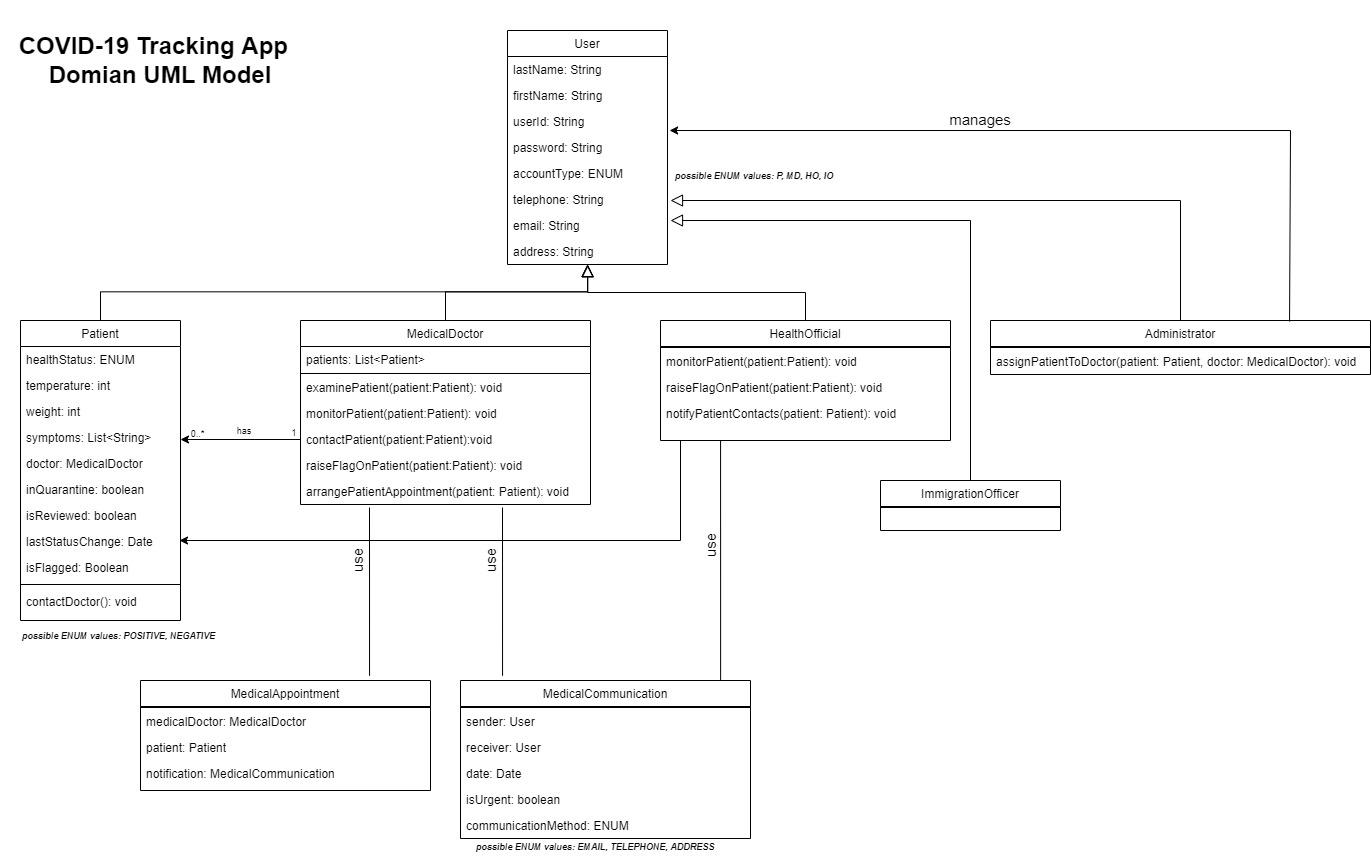 COVID-19 Tracking App
Domian UML Model
User
lastName: String
firstName: String
userId: String
password: String
accountType: ENUM
telephone: String
email: String
address: String
manages
possible ENUM values: P, MD, HO, IO
Patient
healthStatus: ENUM
temperature: int
weight: int
symptoms: List<String>
doctor: MedicalDoctor
inQuarantine: boolean
isReviewed: boolean
lastStatusChange: Date
isFlagged: Boolean
contactDoctor(): void
possible ENUM values: POSITIVE, NEGATIVE
0..*
has
1
MedicalDoctor
patients: List<Patient>
examinePatient(patient:Patient): void
monitorPatient(patient:Patient): void
contactPatient(patient:Patient):void
raiseFlagOnPatient(patient:Patient): void
arrangePatientAppointment(patient: Patient): void
HealthOfficial
monitorPatient(patient:Patient): void
raiseFlagOnPatient(patient:Patient): void
notifyPatientContacts(patient: Patient): void
Administrator
assignPatientToDoctor(patient: Patient, doctor: MedicalDoctor): void
ImmigrationOfficer
use
use
use
MedicalAppointment
medicalDoctor: MedicalDoctor
patient: Patient
notification: MedicalCommunication
MedicalCommunication
sender: User
receiver: User
date: Date
isUrgent: boolean
communicationMethod: ENUM
possible ENUM values: EMAIL, TELEPHONE, ADDRESS